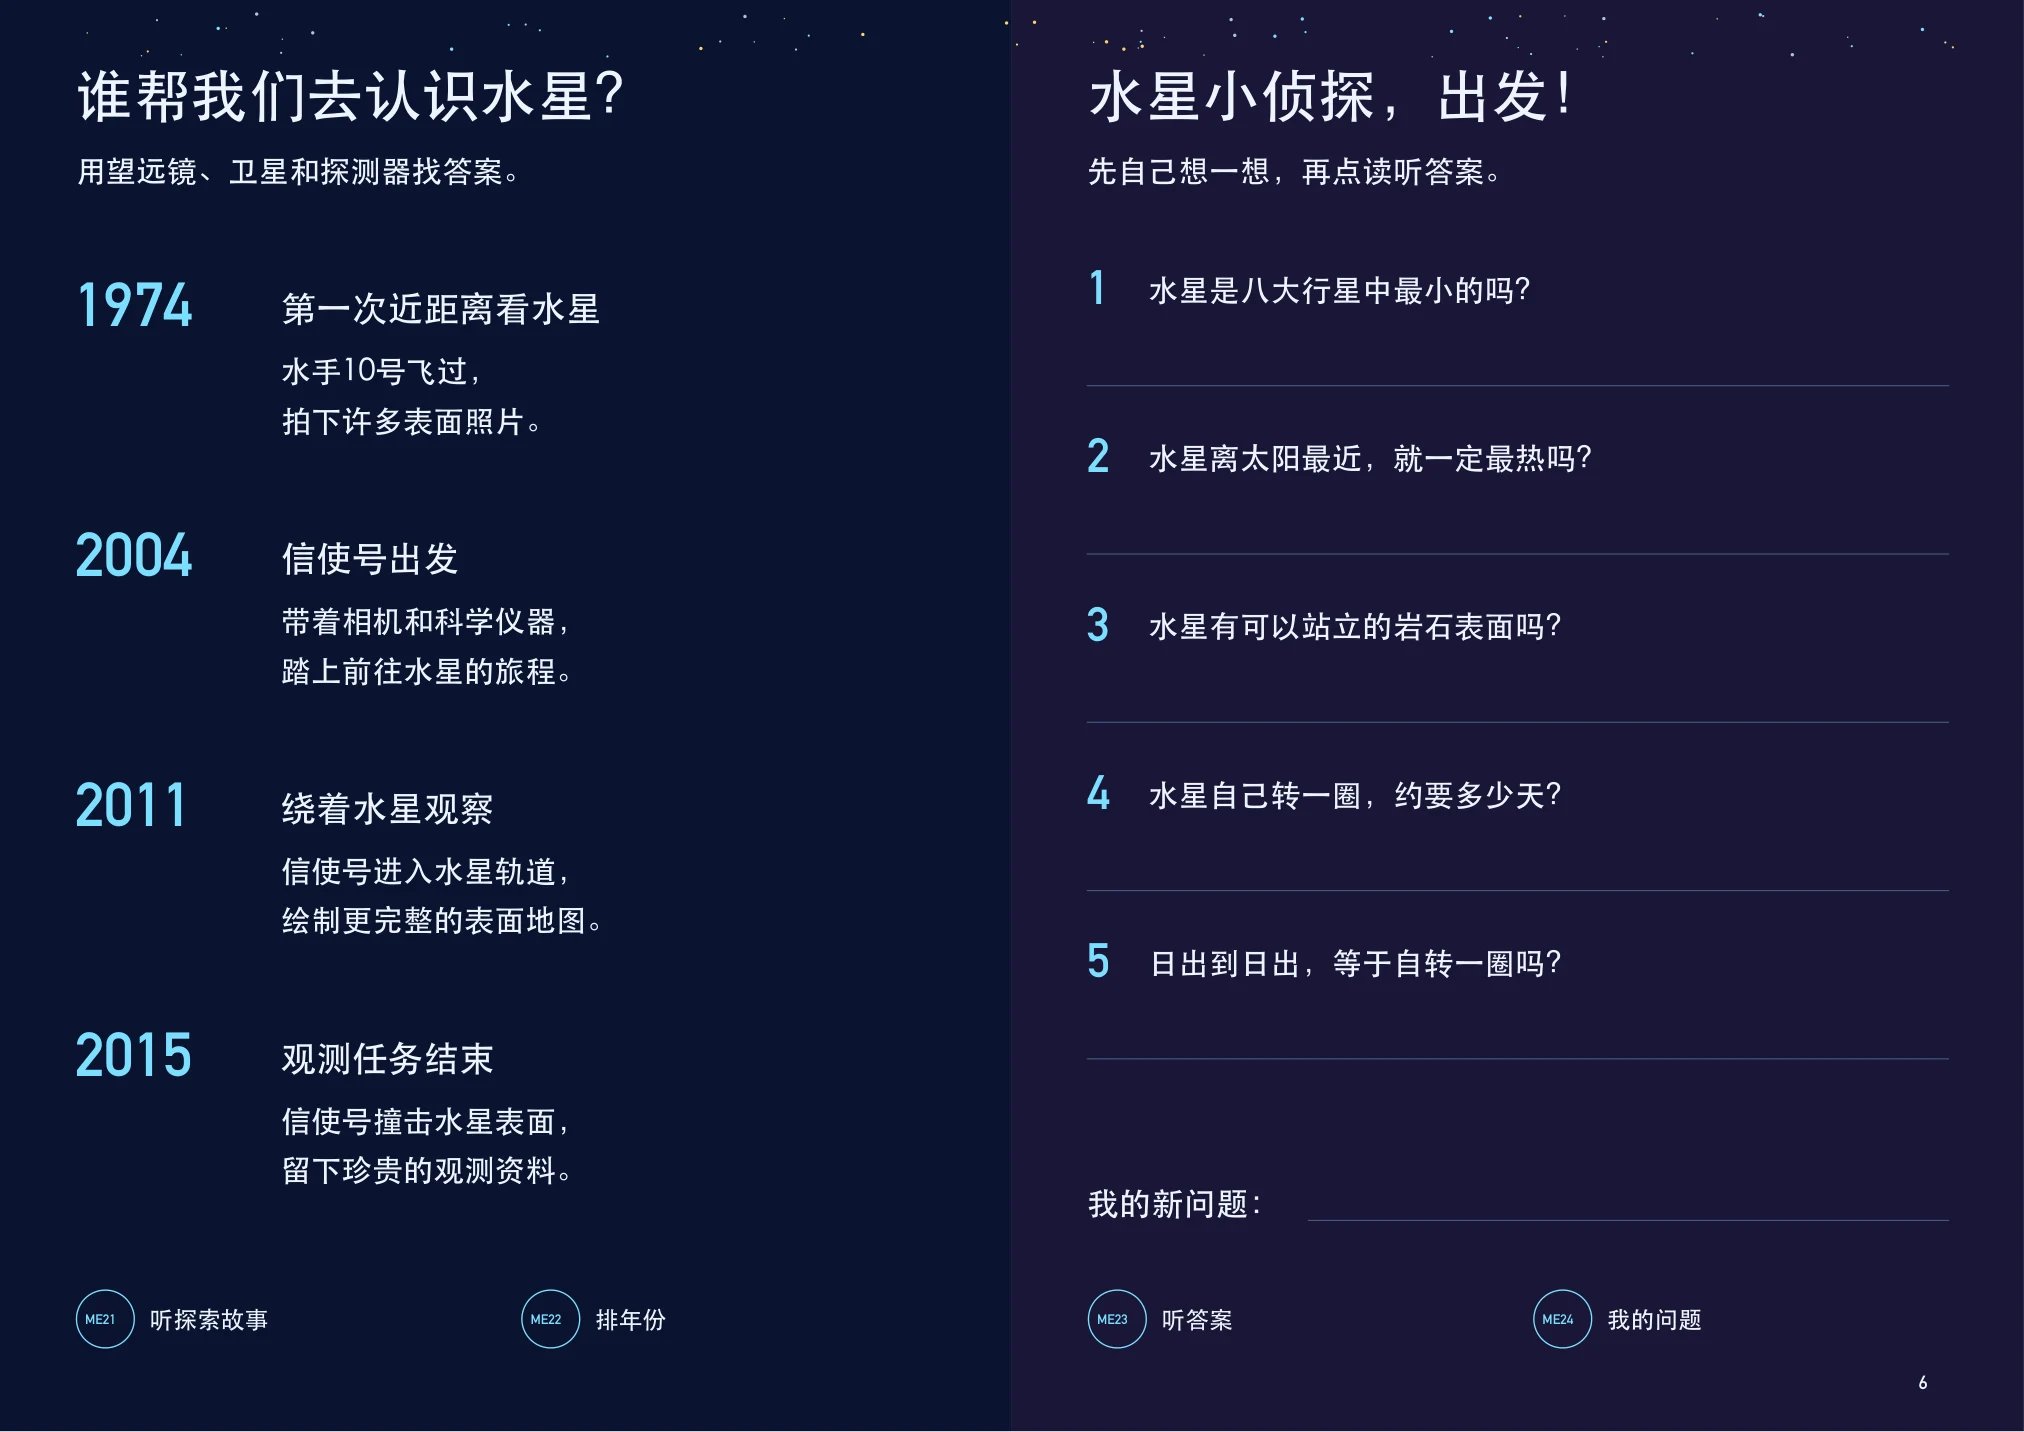 谁帮我们去认识水星？
用望远镜、卫星和探测器找答案。
1974
第一次近距离看水星
水手10号飞过，
拍下许多表面照片。
2004
信使号出发
带着相机和科学仪器，
踏上前往水星的旅程。
2011
绕着水星观察
信使号进入水星轨道，
绘制更完整的表面地图。
2015
观测任务结束
信使号撞击水星表面，
留下珍贵的观测资料。
ME21 听探索故事
ME22 排年份
水星小侦探，出发！
先自己想一想，再点读听答案。
1 水星是八大行星中最小的吗？
2 水星离太阳最近，就一定最热吗？
3 水星有可以站立的岩石表面吗？
4 水星自己转一圈，约要多少天？
5 日出到日出，等于自转一圈吗？
我的新问题：
ME23 听答案
ME24 我的问题
6